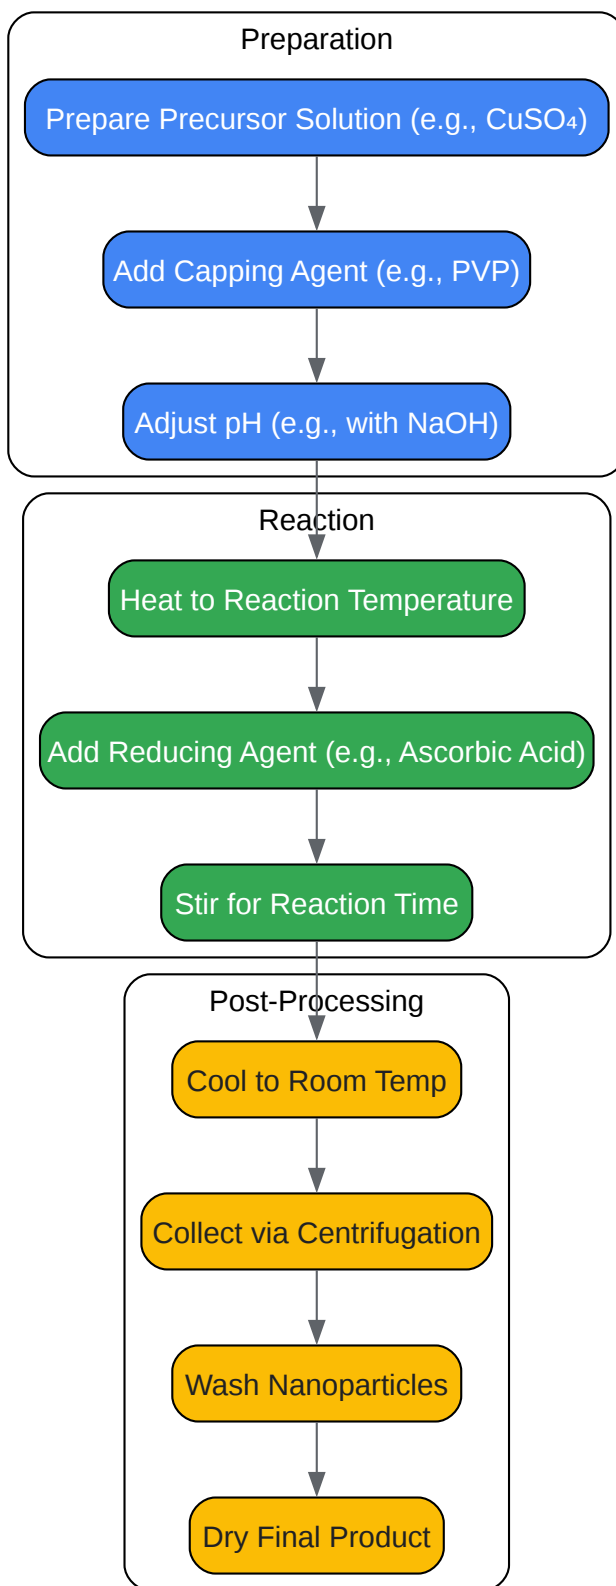 Preparation
Prepare Precursor Solution (e.g., CuSO₄)
Add Capping Agent (e.g., PVP)
Adjust pH (e.g., with NaOH)
Reaction
Heat to Reaction Temperature
Add Reducing Agent (e.g., Ascorbic Acid)
Stir for Reaction Time
Post-Processing
Cool to Room Temp
Collect via Centrifugation
Wash Nanoparticles
Dry Final Product